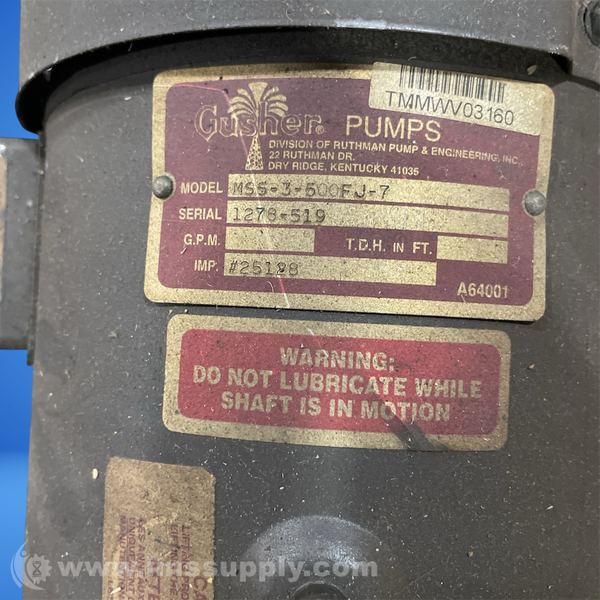 TMMWV03160
Gusher® PUMPS
DIVISION OF RUTHMAN PUMP & ENGINEERING, INC.
22 RUTHMAN DR.
DRY RIDGE, KENTUCKY 41035
MODEL MSS-3-500FJ-7
SERIAL 1278-519
G.P.M. T.D.H. IN FT.
IMP. #25128
A64001
WARNING:
DO NOT LUBRICATE WHILE
SHAFT IS IN MOTION
www.imssupply.com